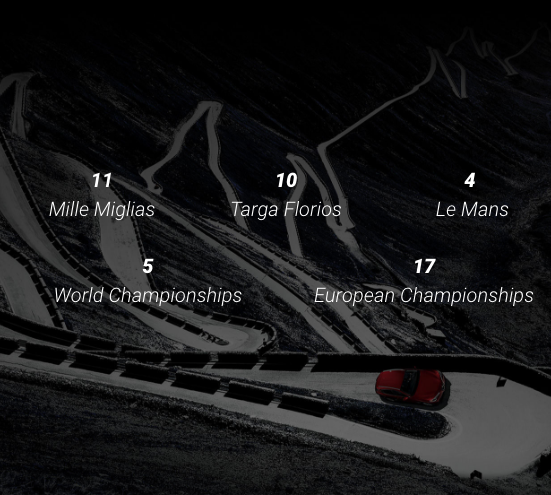 11
Mille Miglias
10
Targa Florios
4
Le Mans
5
World Championships
17
European Championships